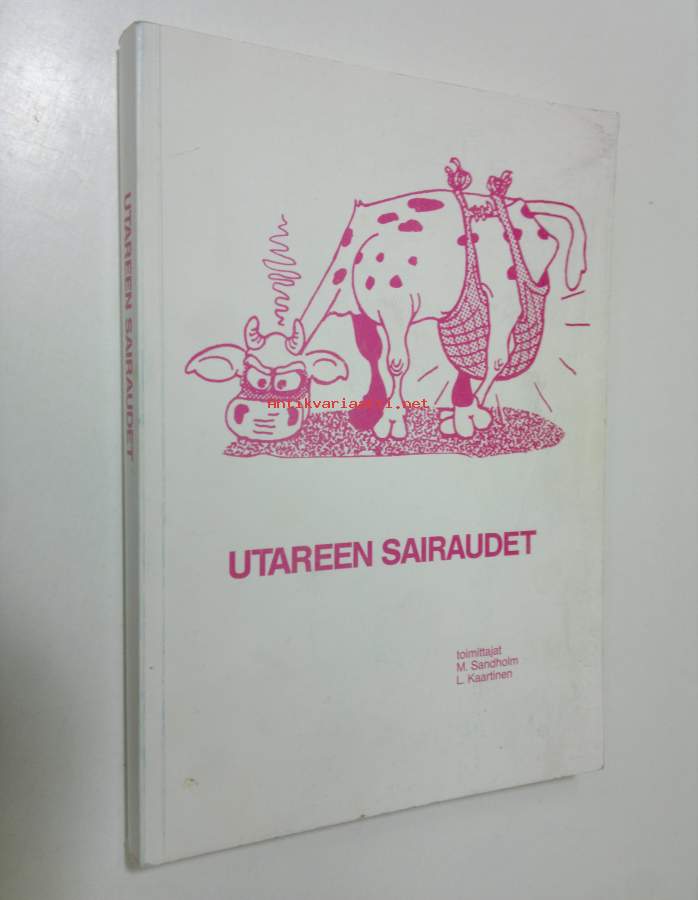 UTAREEN SAIRAUDET
Antikvariaatti.net
UTAREEN SAIRAUDET
toimittajat
M. Sandholm
L. Kaartinen